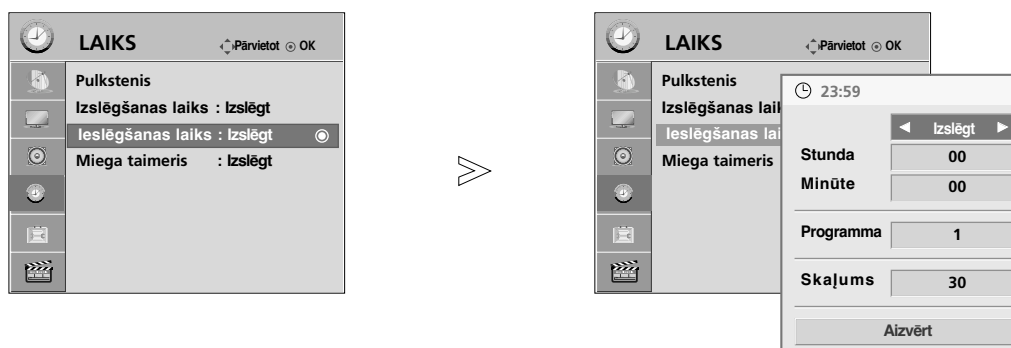 LAIKS Pārvietot OK
Pulkstenis
Izslēgšanas laiks : Izslēgt
Ieslēgšanas laiks : Izslēgt
Miega taimeris : Izslēgt
LAIKS Pārvietot OK
Pulkstenis
Izslēgšanas laik
Ieslēgšanas lai
Miega taimeris
23:59
Izslēgt
Stunda 00
Minūte 00
Programma 1
Skaļums 30
Aizvērt